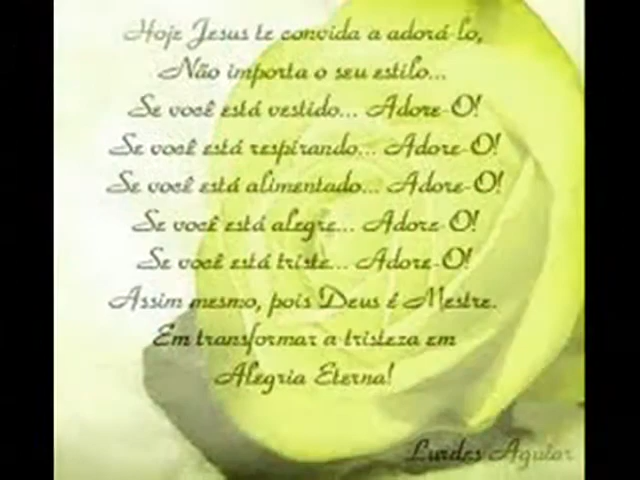 Hoje Jesus te convida a adorá-lo,
Não importa o seu estilo...
Se você está vestido... Adore-O!
Se você está respirando... Adore-O!
Se você está alimentado... Adore-O!
Se você está alegre... Adore-O!
Se você está triste... Adore-O!
Assim mesmo, pois Deus é Mestre.
Em transformar a tristeza em
Alegria Eterna!
Lurdes Aguiar